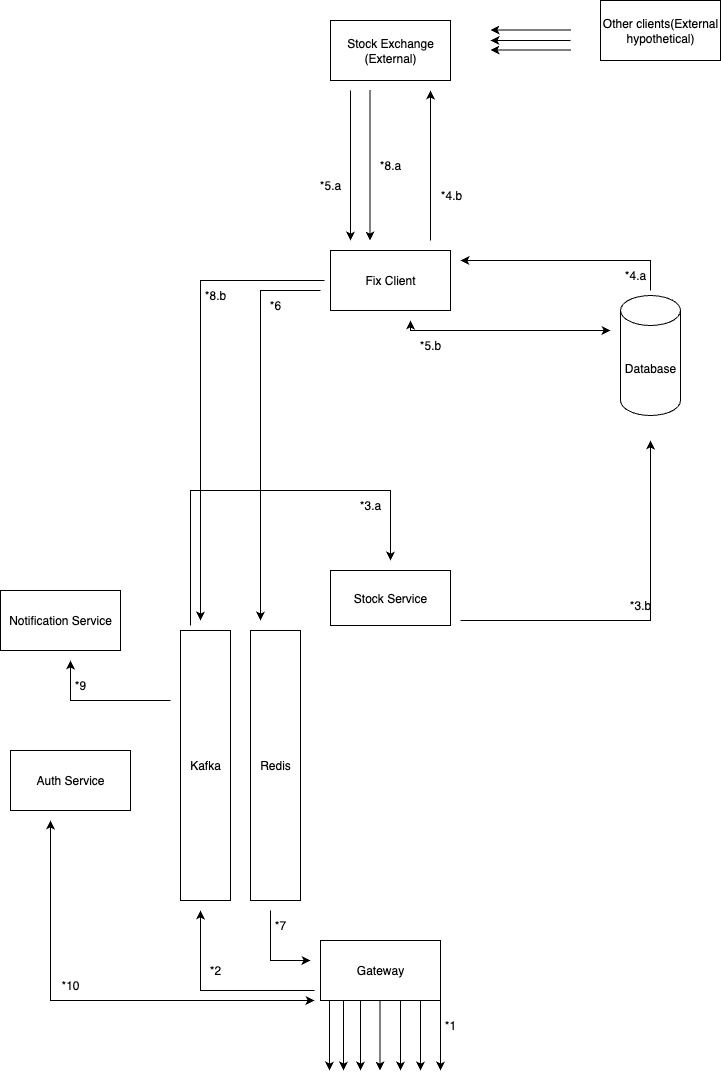 Other clients(External
hypothetical)
Stock Exchange
(External)
*8.a
*5.a
*4.b
*4.a
Fix Client
*8.b
*6
*5.b
Database
*3.a
Stock Service
*3.b
Notification Service
*9
Kafka
Redis
Auth Service
*7
*2
Gateway
*10
*1